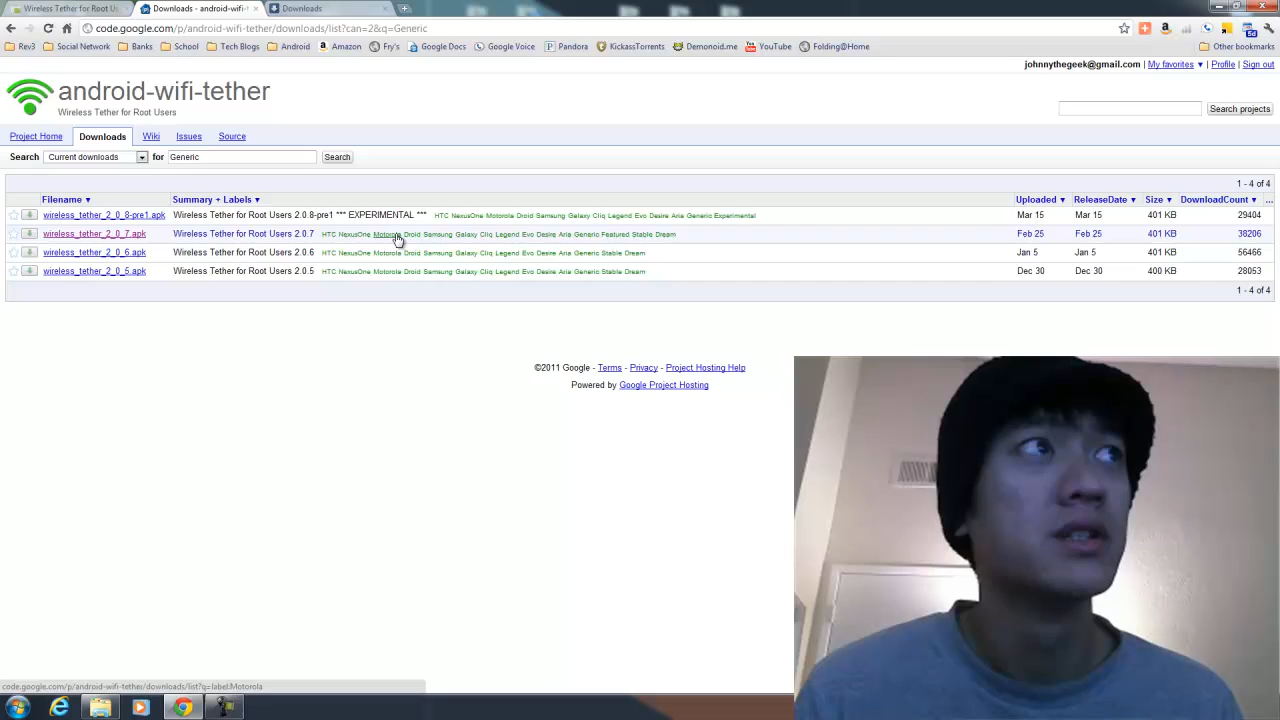 Wireless Tether for Root Us
Downloads - android-wifi-t
Downloads
code.google.com/p/android-wifi-tether/downloads/list?can=2&q=Generic
Rev3 Social Network Banks School Tech Blogs Android Amazon Fry's Google Docs Google Voice Pandora KickassTorrents Demonoid.me YouTube Folding@Home Other bookmarks
johnnythegeek@gmail.com | My favorites ▼ | Profile | Sign out
android-wifi-tether
Wireless Tether for Root Users
Search projects
Project Home Downloads Wiki Issues Source
Search Current downloads for Generic Search
1 - 4 of 4
Filename ▼ Summary + Labels ▼ Uploaded ▼ ReleaseDate ▼ Size ▼ DownloadCount ▼ ...
wireless_tether_2_0_8-pre1.apk Wireless Tether for Root Users 2.0.8-pre1 *** EXPERIMENTAL *** HTC NexusOne Motorola Droid Samsung Galaxy Cliq Legend Evo Desire Aria Generic Experimental Mar 15 Mar 15 401 KB 29404
wireless_tether_2_0_7.apk Wireless Tether for Root Users 2.0.7 HTC NexusOne Motorola Droid Samsung Galaxy Cliq Legend Evo Desire Aria Generic Featured Stable Dream Feb 25 Feb 25 401 KB 38206
wireless_tether_2_0_6.apk Wireless Tether for Root Users 2.0.6 HTC NexusOne Motorola Droid Samsung Galaxy Cliq Legend Evo Desire Aria Generic Stable Dream Jan 5 Jan 5 401 KB 56466
wireless_tether_2_0_5.apk Wireless Tether for Root Users 2.0.5 HTC NexusOne Motorola Droid Samsung Galaxy Cliq Legend Evo Desire Aria Generic Stable Dream Dec 30 Dec 30 400 KB 28053
1 - 4 of 4
©2011 Google - Terms - Privacy - Project Hosting Help
Powered by Google Project Hosting
code.google.com/p/android-wifi-tether/downloads/list?q=label:Motorola